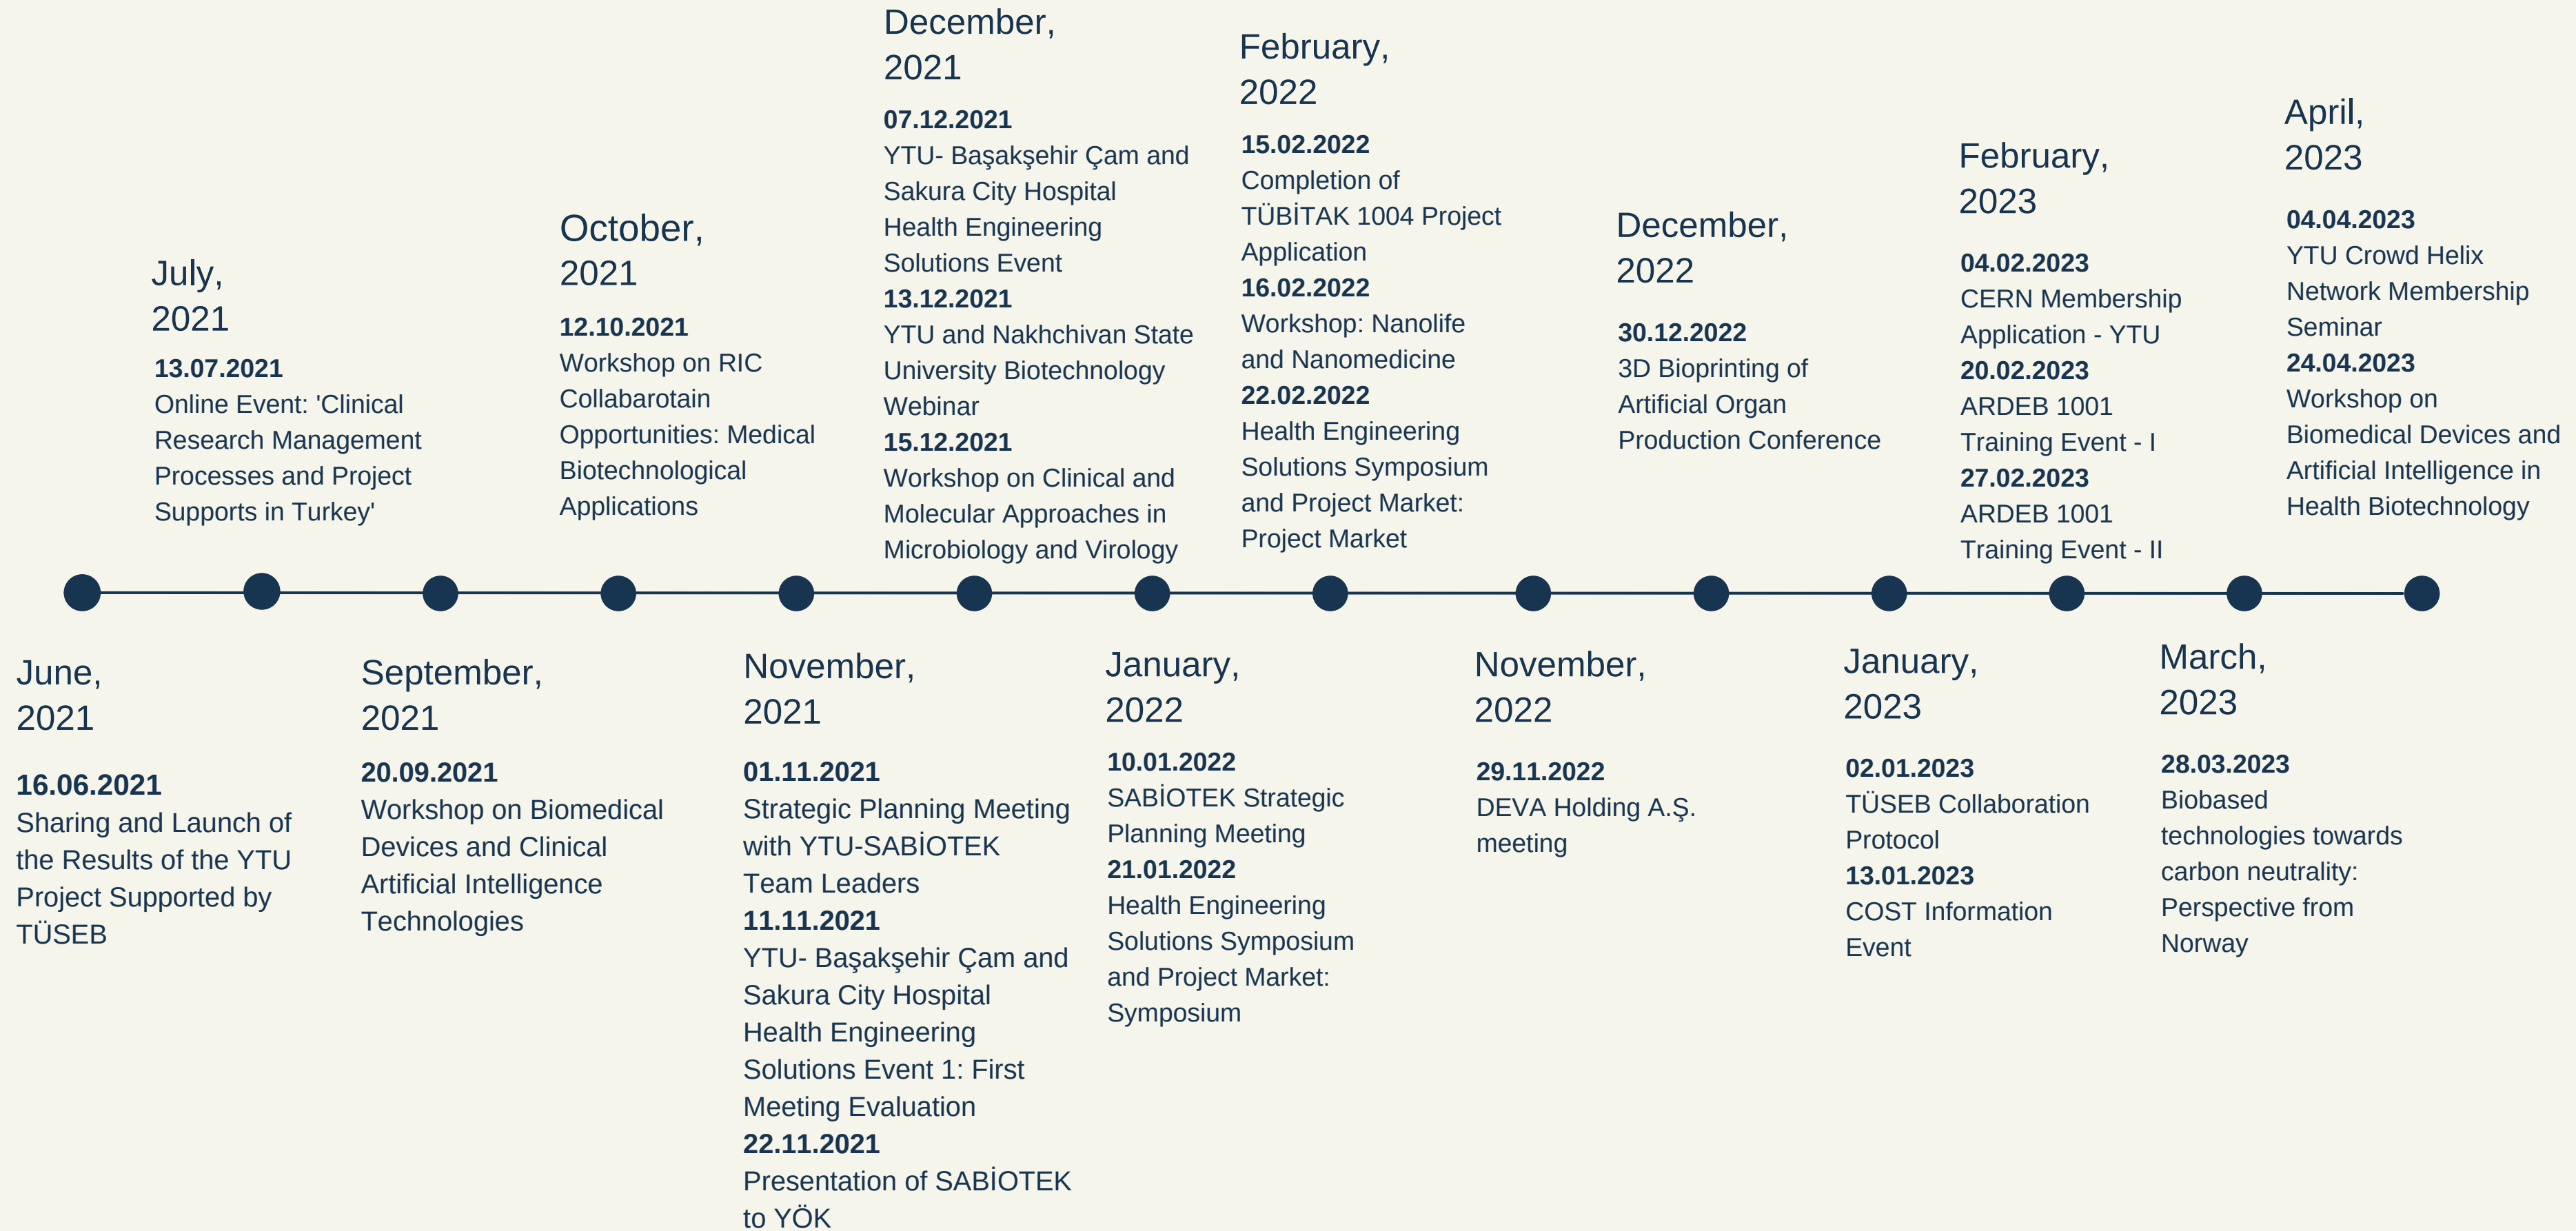 June,
2021
16.06.2021
Sharing and Launch of
the Results of the YTU
Project Supported by
TÜSEB
July,
2021
13.07.2021
Online Event: 'Clinical
Research Management
Processes and Project
Supports in Turkey'
September,
2021
20.09.2021
Workshop on Biomedical
Devices and Clinical
Artificial Intelligence
Technologies
October,
2021
12.10.2021
Workshop on RIC
Collabarotain
Opportunities: Medical
Biotechnological
Applications
November,
2021
01.11.2021
Strategic Planning Meeting
with YTU-SABİOTEK
Team Leaders
11.11.2021
YTU- Başakşehir Çam and
Sakura City Hospital
Health Engineering
Solutions Event 1: First
Meeting Evaluation
22.11.2021
Presentation of SABİOTEK
to YÖK
December,
2021
07.12.2021
YTU- Başakşehir Çam and
Sakura City Hospital
Health Engineering
Solutions Event
13.12.2021
YTU and Nakhchivan State
University Biotechnology
Webinar
15.12.2021
Workshop on Clinical and
Molecular Approaches in
Microbiology and Virology
January,
2022
10.01.2022
SABİOTEK Strategic
Planning Meeting
21.01.2022
Health Engineering
Solutions Symposium
and Project Market:
Symposium
February,
2022
15.02.2022
Completion of
TÜBİTAK 1004 Project
Application
16.02.2022
Workshop: Nanolife
and Nanomedicine
22.02.2022
Health Engineering
Solutions Symposium
and Project Market:
Project Market
November,
2022
29.11.2022
DEVA Holding A.Ş.
meeting
December,
2022
30.12.2022
3D Bioprinting of
Artificial Organ
Production Conference
January,
2023
02.01.2023
TÜSEB Collaboration
Protocol
13.01.2023
COST Information
Event
February,
2023
04.02.2023
CERN Membership
Application - YTU
20.02.2023
ARDEB 1001
Training Event - I
27.02.2023
ARDEB 1001
Training Event - II
March,
2023
28.03.2023
Biobased
technologies towards
carbon neutrality:
Perspective from
Norway
April,
2023
04.04.2023
YTU Crowd Helix
Network Membership
Seminar
24.04.2023
Workshop on
Biomedical Devices and
Artificial Intelligence in
Health Biotechnology